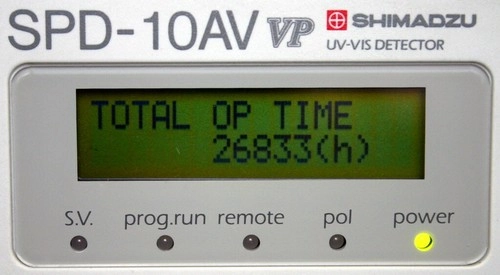 SPD-10AV VP SHIMADZU
UV-VIS DETECTOR
TOTAL OP TIME
26833(h)
S.V. prog.run remote pol power